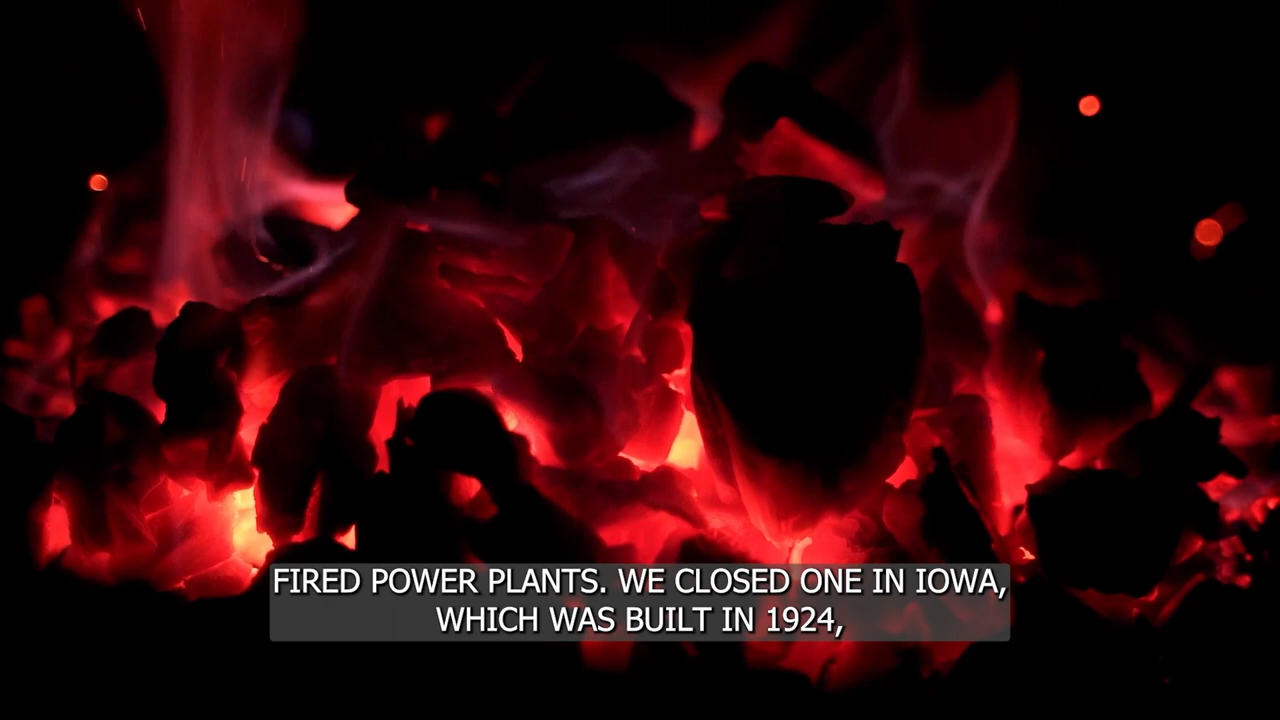 FIRED POWER PLANTS. WE CLOSED ONE IN IOWA,
WHICH WAS BUILT IN 1924,